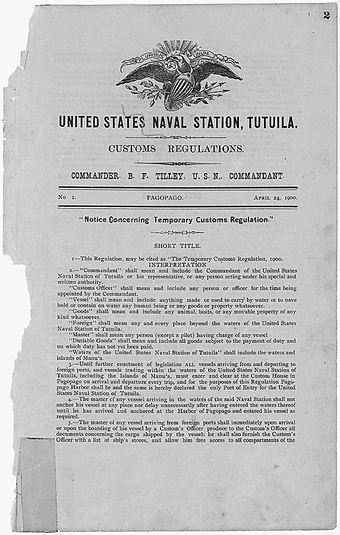 2
UNITED STATES NAVAL STATION, TUTUILA.
CUSTOMS REGULATIONS.
COMMANDER. B. F. TILLEY, U. S. N., COMMANDANT.
No 2. PAGOPAGO. APRIL 24, 1900.
"Notice Concerning Temporary Customs Regulation."
SHORT TITLE.
1—This Regulation, may be cited as "The Temporary Customs Regulation, 1900.
INTERPRETATION
2.—"Commandant" shall mean and include the Commandant of the United States
Naval Station of Tutuila or his representative, or any person acting under his special and
written authority.
"Customs Officer" shall mean and include any person or officer for the time being
appointed by the Commandant.
"Vessel" shall mean and include anything made or used to carry by water or to have
hold or contain on water any human being or any goods or property whatsoever.
"Goods" shall mean and include any animal, boats, or any movable property of any
kind whatsoever.
"Foreign" shall mean any and every place beyond the waters of the United States
Naval Station of Tutuila.
"Master" shall mean any person (except a pilot) having charge of any vessel
"Dutiable Goods" shall mean and include all goods subject to the payment of duty and
on which duty has not yet been paid.
"Waters of the United States Naval Station of Tutuila" shall include the waters and
islands of Manu'a.
3.—Until further enactment of legislation ALL vessels arriving from and departing to
foreign ports, and vessels trading within the waters of the United States Naval Station of
Tutuila, including the Islands of Manu'a, must enter and clear at the Custom House in
Pagopago on arrival and departure every trip, and for the purposes of this Regulation Pago-
pago Harbor shall be and the same is hereby declared the only Port of Entry for the United
States Naval Station of Tutuila.
4.—The master if any vessel arriving in the waters of the said Naval Station shall not
anchor his vessel at any place nor delay unnecessarily after having entered the waters thereof
until he has arrived and anchored at the Harbor of Pagopago and entered his vessel as
required.
5.—The master of any vessel arriving from foreign ports shall immediately upon arrival
or upon the boarding of his vessel by a Custom's Officer produce to the Custom's Officer all
documents concerning the cargo shipped by the vessel: he shall also furnish the Custom's
Officer with a list of ship's stores, and allow him free access to all compartments of the